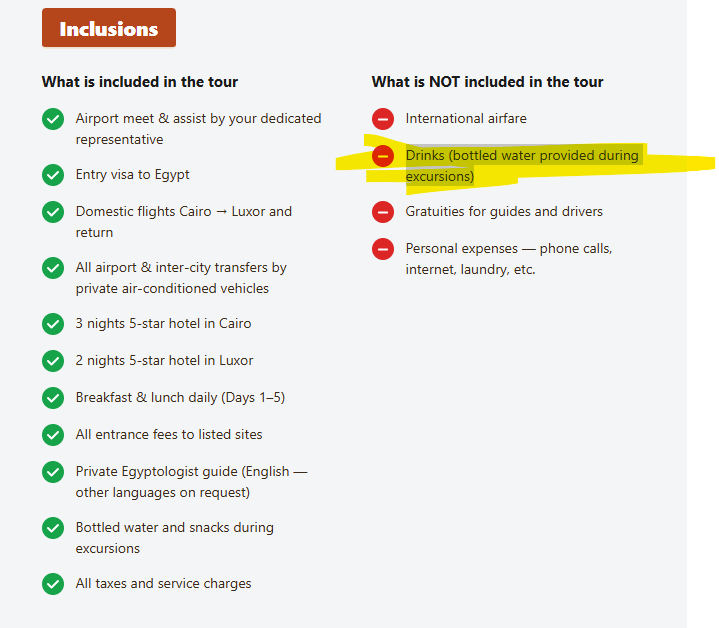 Inclusions
What is included in the tour
Airport meet & assist by your dedicated
representative
Entry visa to Egypt
Domestic flights Cairo → Luxor and
return
All airport & inter-city transfers by
private air-conditioned vehicles
3 nights 5-star hotel in Cairo
2 nights 5-star hotel in Luxor
Breakfast & lunch daily (Days 1–5)
All entrance fees to listed sites
Private Egyptologist guide (English —
other languages on request)
Bottled water and snacks during
excursions
All taxes and service charges
What is NOT included in the tour
International airfare
Drinks (bottled water provided during
excursions)
Gratuities for guides and drivers
Personal expenses — phone calls,
internet, laundry, etc.